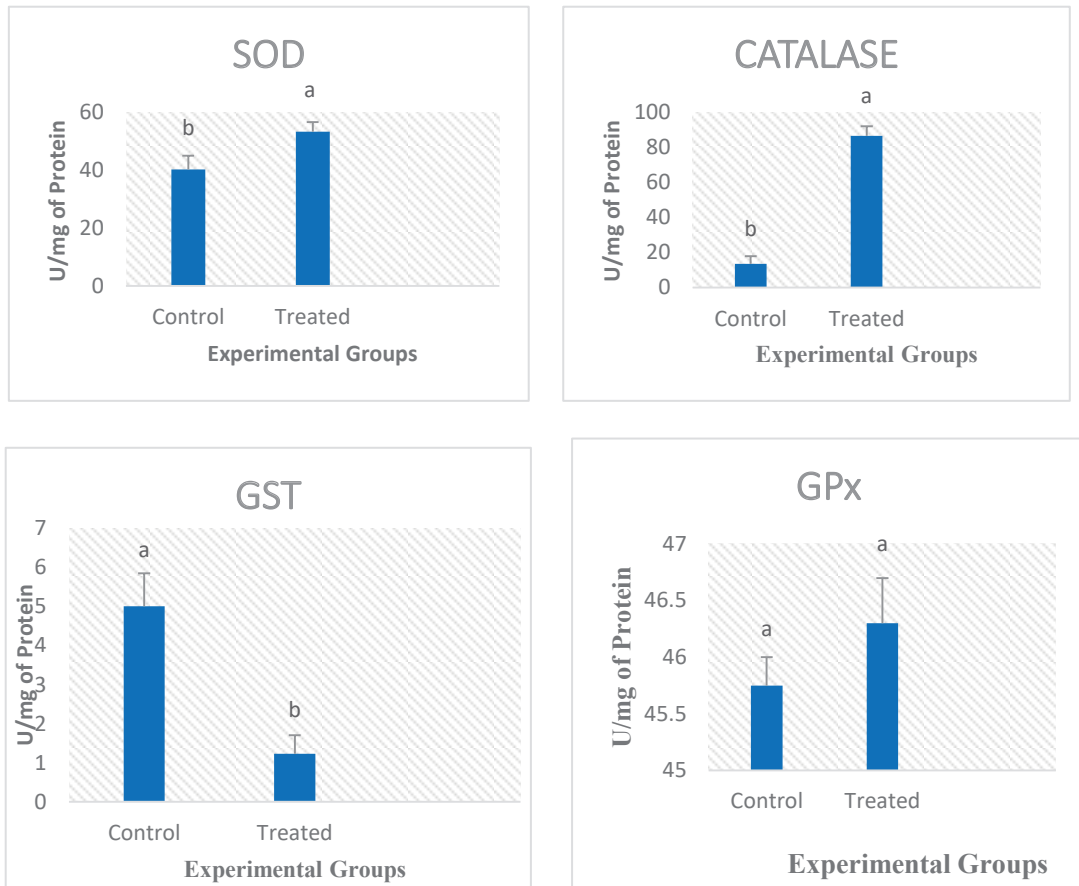 SOD
U/mg of Protein
60
40
20
0
b
a
Control
Treated
Experimental Groups
CATALASE
U/mg of Protein
100
80
60
40
20
0
b
a
Control
Treated
Experimental Groups
GST
U/mg of Protein
7
6
5
4
3
2
1
0
a
b
Control
Treated
Experimental Groups
GPx
U/mg of Protein
47
46.5
46
45.5
45
a
a
Control
Treated
Experimental Groups